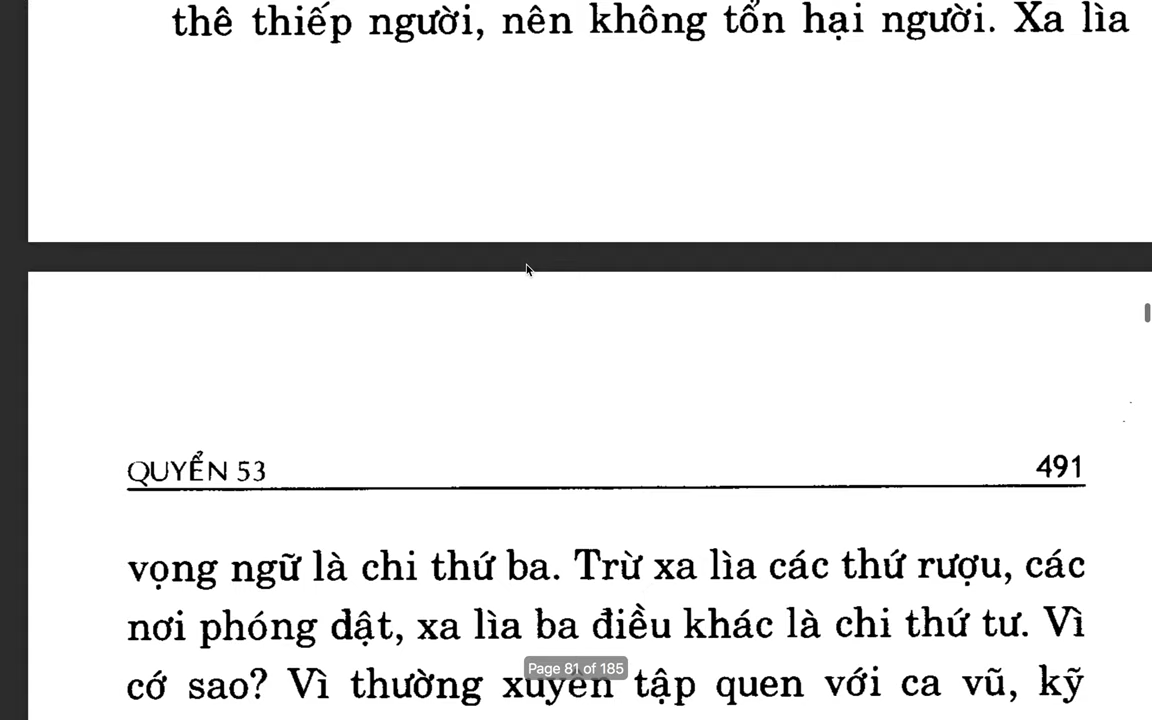 thê thiếp người, nên không tổn hại người. Xa lìa
QUYỂN 53
491
vọng ngữ là chi thứ ba. Trừ xa lìa các thứ rượu, các
nơi phóng dật, xa lìa ba điều khác là chi thứ tư. Vì
Page 81 of 185
cớ sao? Vì thường xuyên tập quen với ca vũ, kỹ